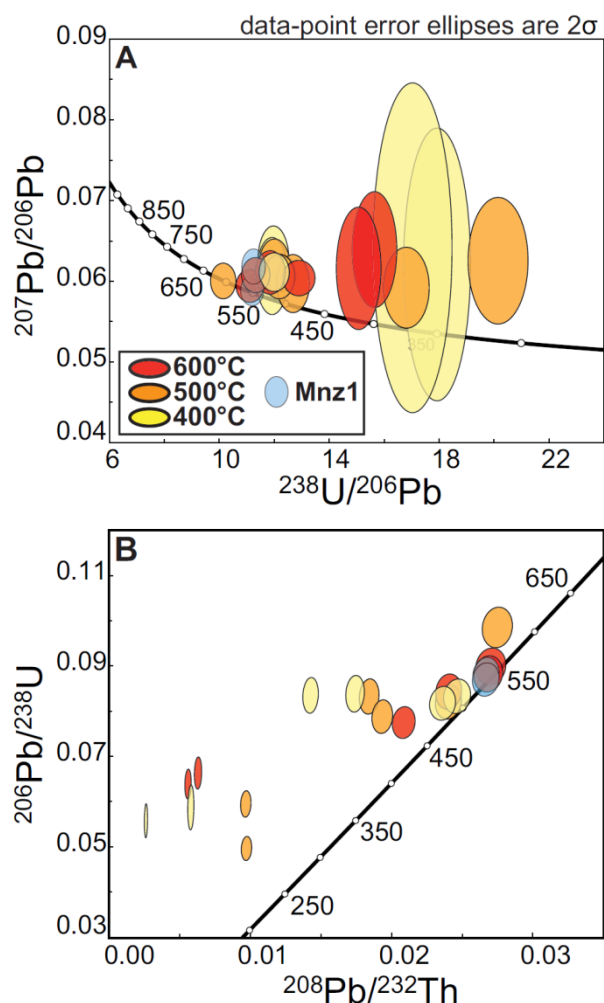 data-point error ellipses are 2σ
A
0.09
0.08
0.07
0.06
0.05
0.04
207Pb/206Pb
850
750
650
550
450
350
600°C
500°C
400°C
Mnz1
6
10
14
18
22
238U/206Pb
B
0.11
0.09
0.07
0.05
0.03
206Pb/238U
650
550
450
350
250
0.00
0.01
0.02
0.03
208Pb/232Th